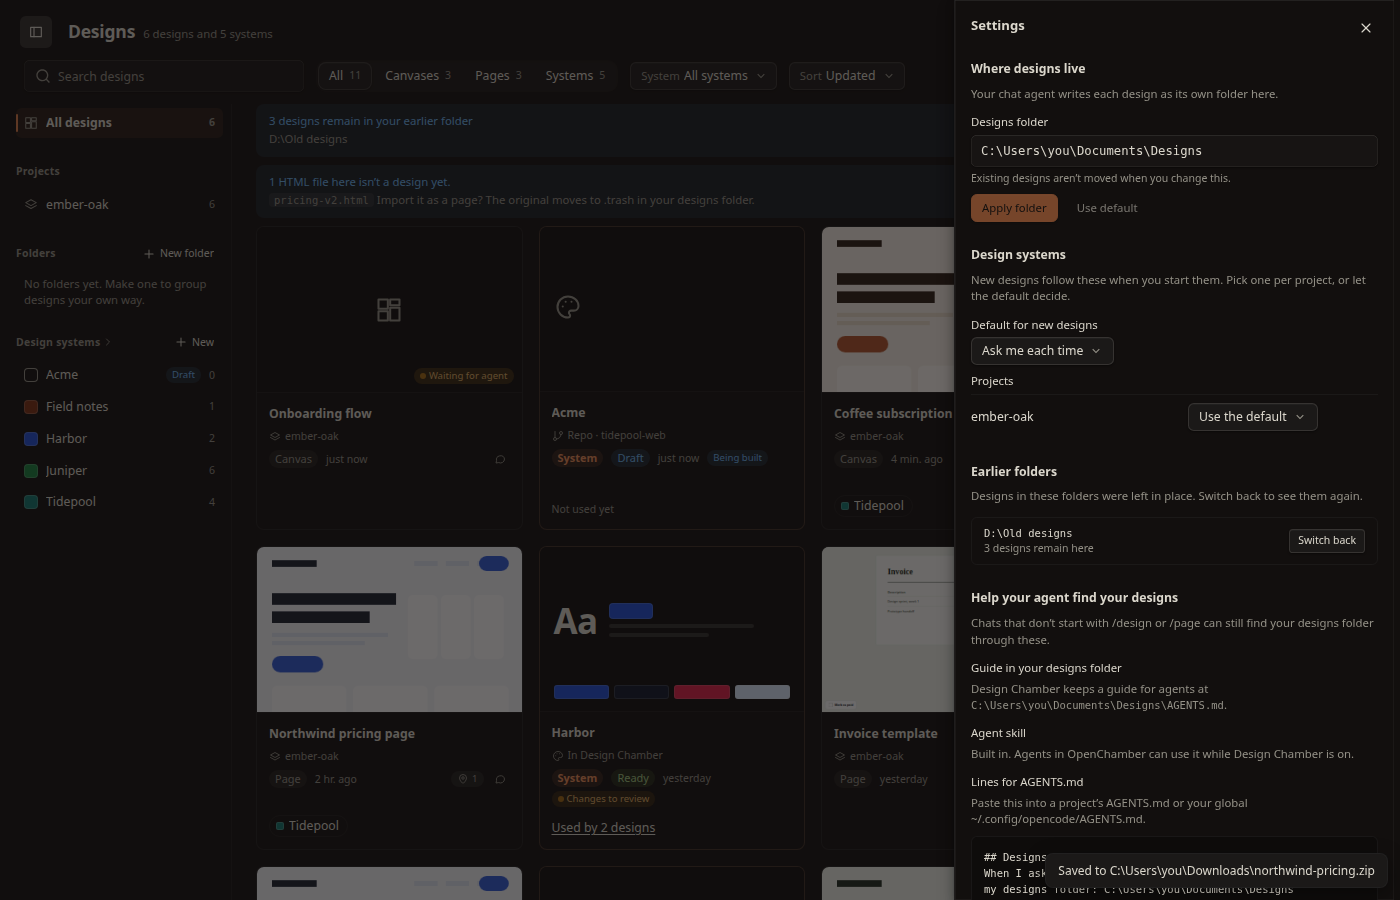 Designs 6 designs and 5 systems
Search designs
All 11 Canvases 3 Pages 3 Systems 5 System All systems Sort Updated
All designs 6
Projects
ember-oak 6
Folders New folder
No folders yet. Make one to group
designs your own way.
Design systems New
Acme Draft 0
Field notes 1
Harbor 2
Juniper 6
Tidepool 4
3 designs remain in your earlier folder
D:\Old designs
1 HTML file here isn't a design yet.
pricing-v2.html Import it as a page? The original moves to .trash in your designs folder.
Waiting for agent
Onboarding flow
ember-oak
Canvas just now
Acme
Repo · tidepool-web
System Draft just now Being built
Not used yet
Coffee subscription
ember-oak
Canvas 4 min. ago
Tidepool
Northwind pricing page
ember-oak
Page 2 hr. ago 1
Tidepool
Aa
Harbor
In Design Chamber
System Ready yesterday
Changes to review
Used by 2 designs
Invoice
Invoice template
ember-oak
Page yesterday
Settings
Where designs live
Your chat agent writes each design as its own folder here.
Designs folder
C:\Users\you\Documents\Designs
Existing designs aren't moved when you change this.
Apply folder Use default
Design systems
New designs follow these when you start them. Pick one per project, or let
the default decide.
Default for new designs
Ask me each time
Projects
ember-oak Use the default
Earlier folders
Designs in these folders were left in place. Switch back to see them again.
D:\Old designs
3 designs remain here
Switch back
Help your agent find your designs
Chats that don't start with /design or /page can still find your designs folder
through these.
Guide in your designs folder
Design Chamber keeps a guide for agents at
C:\Users\you\Documents\Designs\AGENTS.md.
Agent skill
Built in. Agents in OpenChamber can use it while Design Chamber is on.
Lines for AGENTS.md
Paste this into a project's AGENTS.md or your global
~/.config/opencode/AGENTS.md.
## Designs
When I ask
my designs folder: C:\Users\you\Documents\Designs
Saved to C:\Users\you\Downloads\northwind-pricing.zip